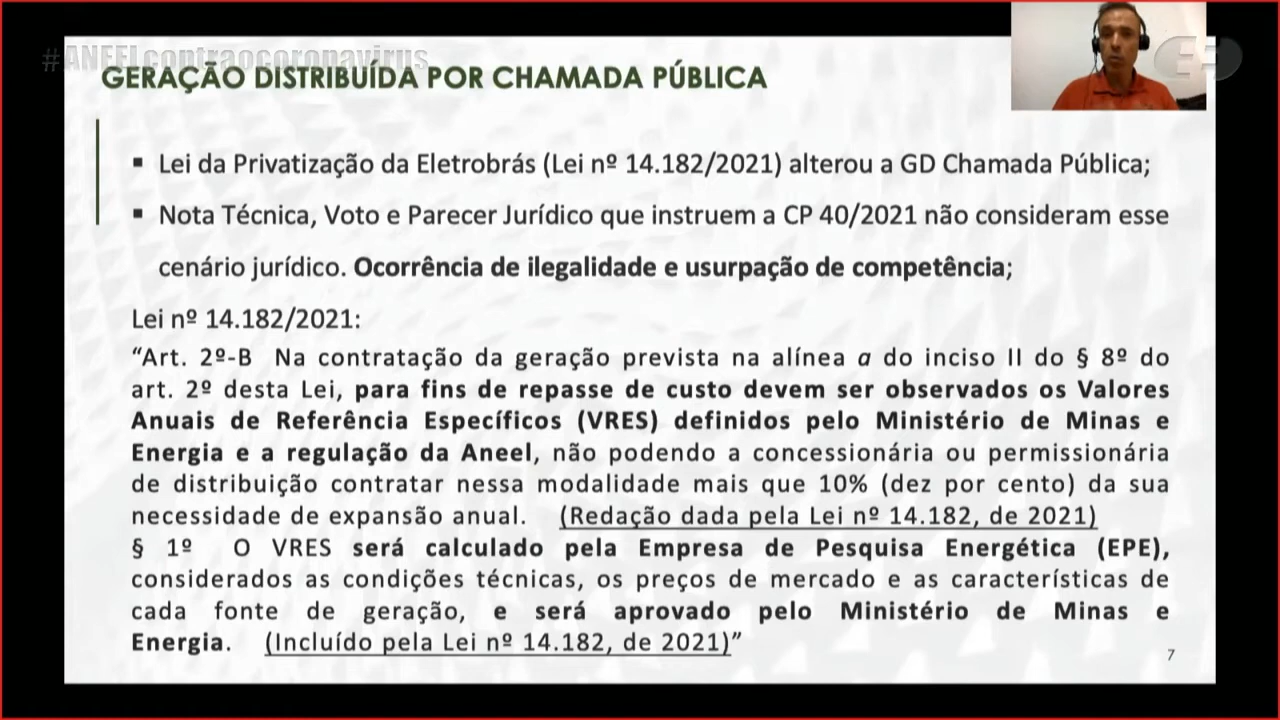 #ANEELcontraocoronavirus
GERAÇÃO DISTRIBUÍDA POR CHAMADA PÚBLICA
▪ Lei da Privatização da Eletrobrás (Lei nº 14.182/2021) alterou a GD Chamada Pública;
▪ Nota Técnica, Voto e Parecer Jurídico que instruem a CP 40/2021 não consideram esse
cenário jurídico. Ocorrência de ilegalidade e usurpação de competência;
Lei nº 14.182/2021:
“Art. 2º-B Na contratação da geração prevista na alínea a do inciso II do § 8º do
art. 2º desta Lei, para fins de repasse de custo devem ser observados os Valores
Anuais de Referência Específicos (VRES) definidos pelo Ministério de Minas e
Energia e a regulação da Aneel, não podendo a concessionária ou permissionária
de distribuição contratar nessa modalidade mais que 10% (dez por cento) da sua
necessidade de expansão anual. (Redação dada pela Lei nº 14.182, de 2021)
§ 1º O VRES será calculado pela Empresa de Pesquisa Energética (EPE),
considerados as condições técnicas, os preços de mercado e as características de
cada fonte de geração, e será aprovado pelo Ministério de Minas e
Energia. (Incluído pela Lei nº 14.182, de 2021)”
7